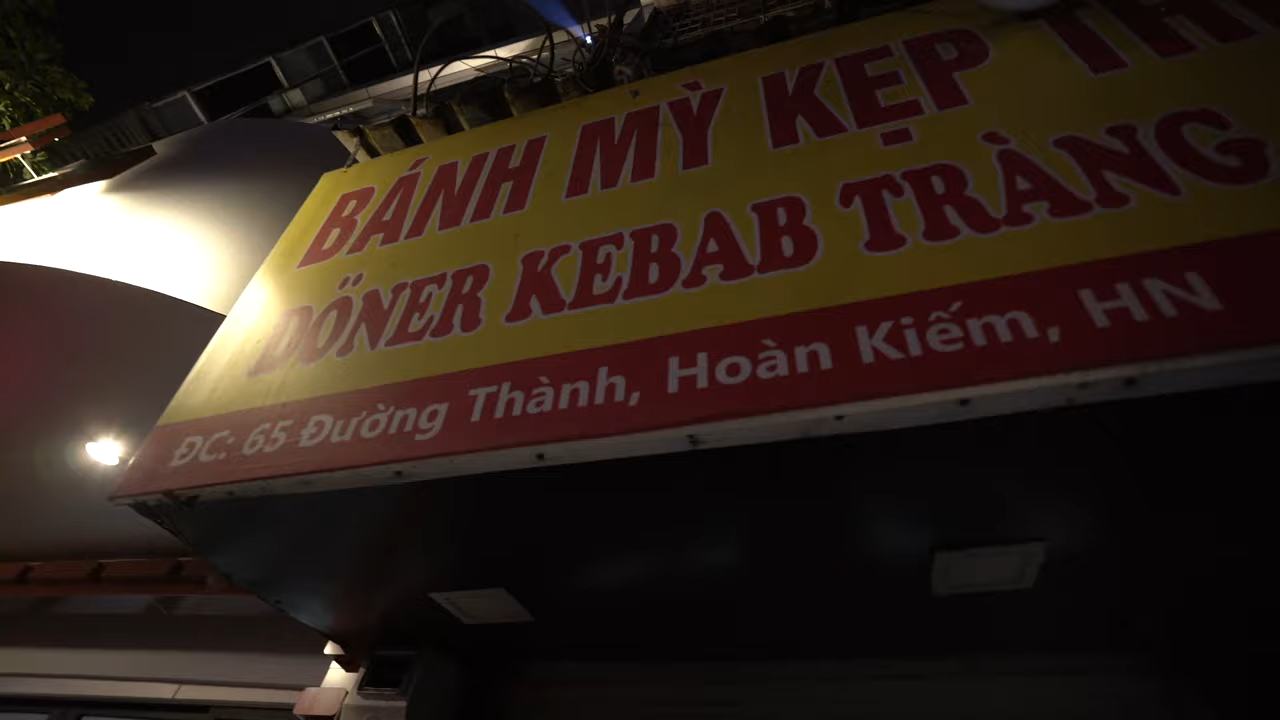 BÁNH MỲ KẸP
DÖNER KEBAB TRÀNG
ĐC: 65 Đường Thành, Hoàn Kiếm, HN